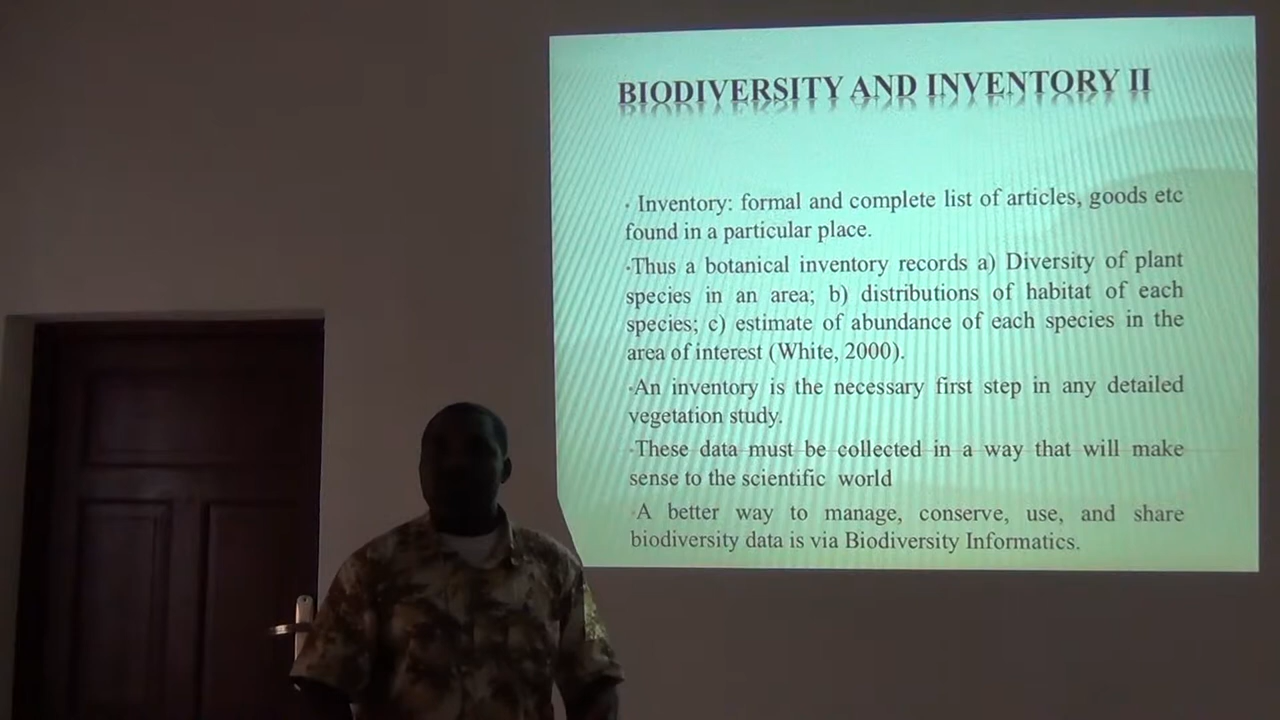 BIODIVERSITY AND INVENTORY II
• Inventory: formal and complete list of articles, goods etc
found in a particular place.
•Thus a botanical inventory records a) Diversity of plant
species in an area; b) distributions of habitat of each
species; c) estimate of abundance of each species in the
area of interest (White, 2000).
•An inventory is the necessary first step in any detailed
vegetation study.
•These data must be collected in a way that will make
sense to the scientific world
•A better way to manage, conserve, use, and share
biodiversity data is via Biodiversity Informatics.